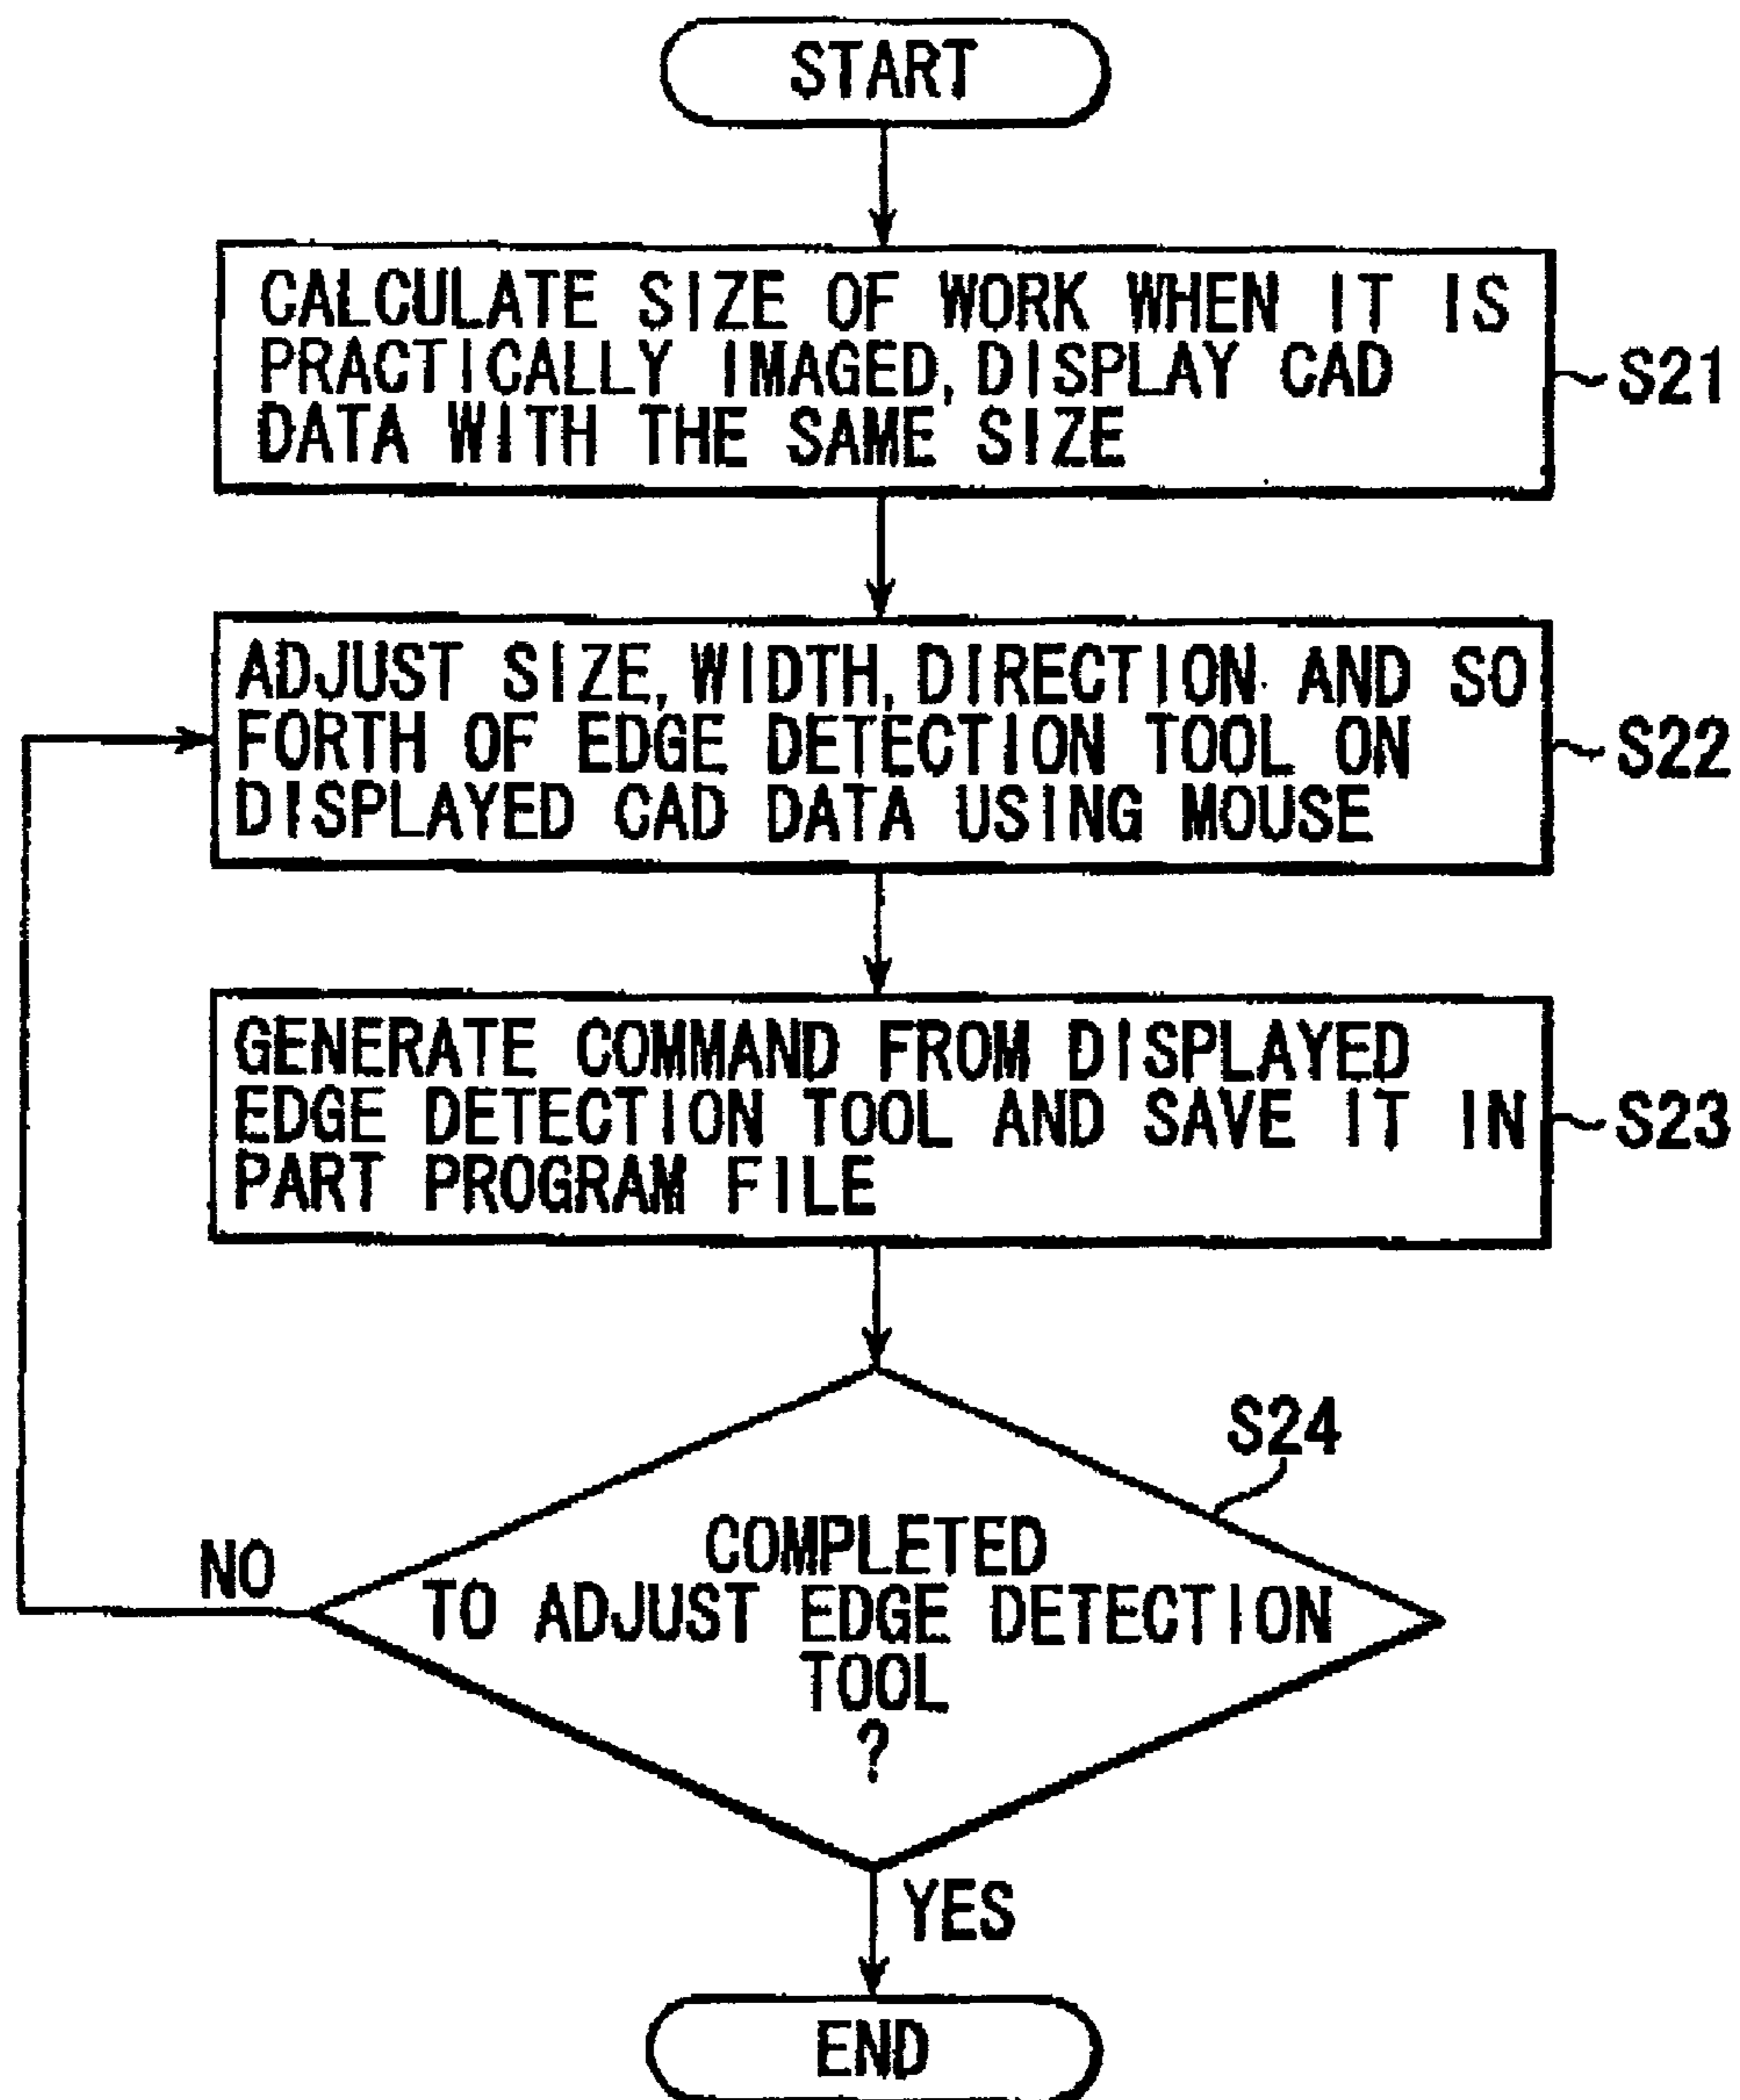 START
CALCULATE SIZE OF WORK WHEN IT IS
PRACTICALLY IMAGED, DISPLAY CAD
DATA WITH THE SAME SIZE
S21
ADJUST SIZE, WIDTH, DIRECTION AND SO
FORTH OF EDGE DETECTION TOOL ON
DISPLAYED CAD DATA USING MOUSE
S22
GENERATE COMMAND FROM DISPLAYED
EDGE DETECTION TOOL AND SAVE IT IN
PART PROGRAM FILE
S23
S24
COMPLETED
TO ADJUST EDGE DETECTION
TOOL
?
NO
YES
END